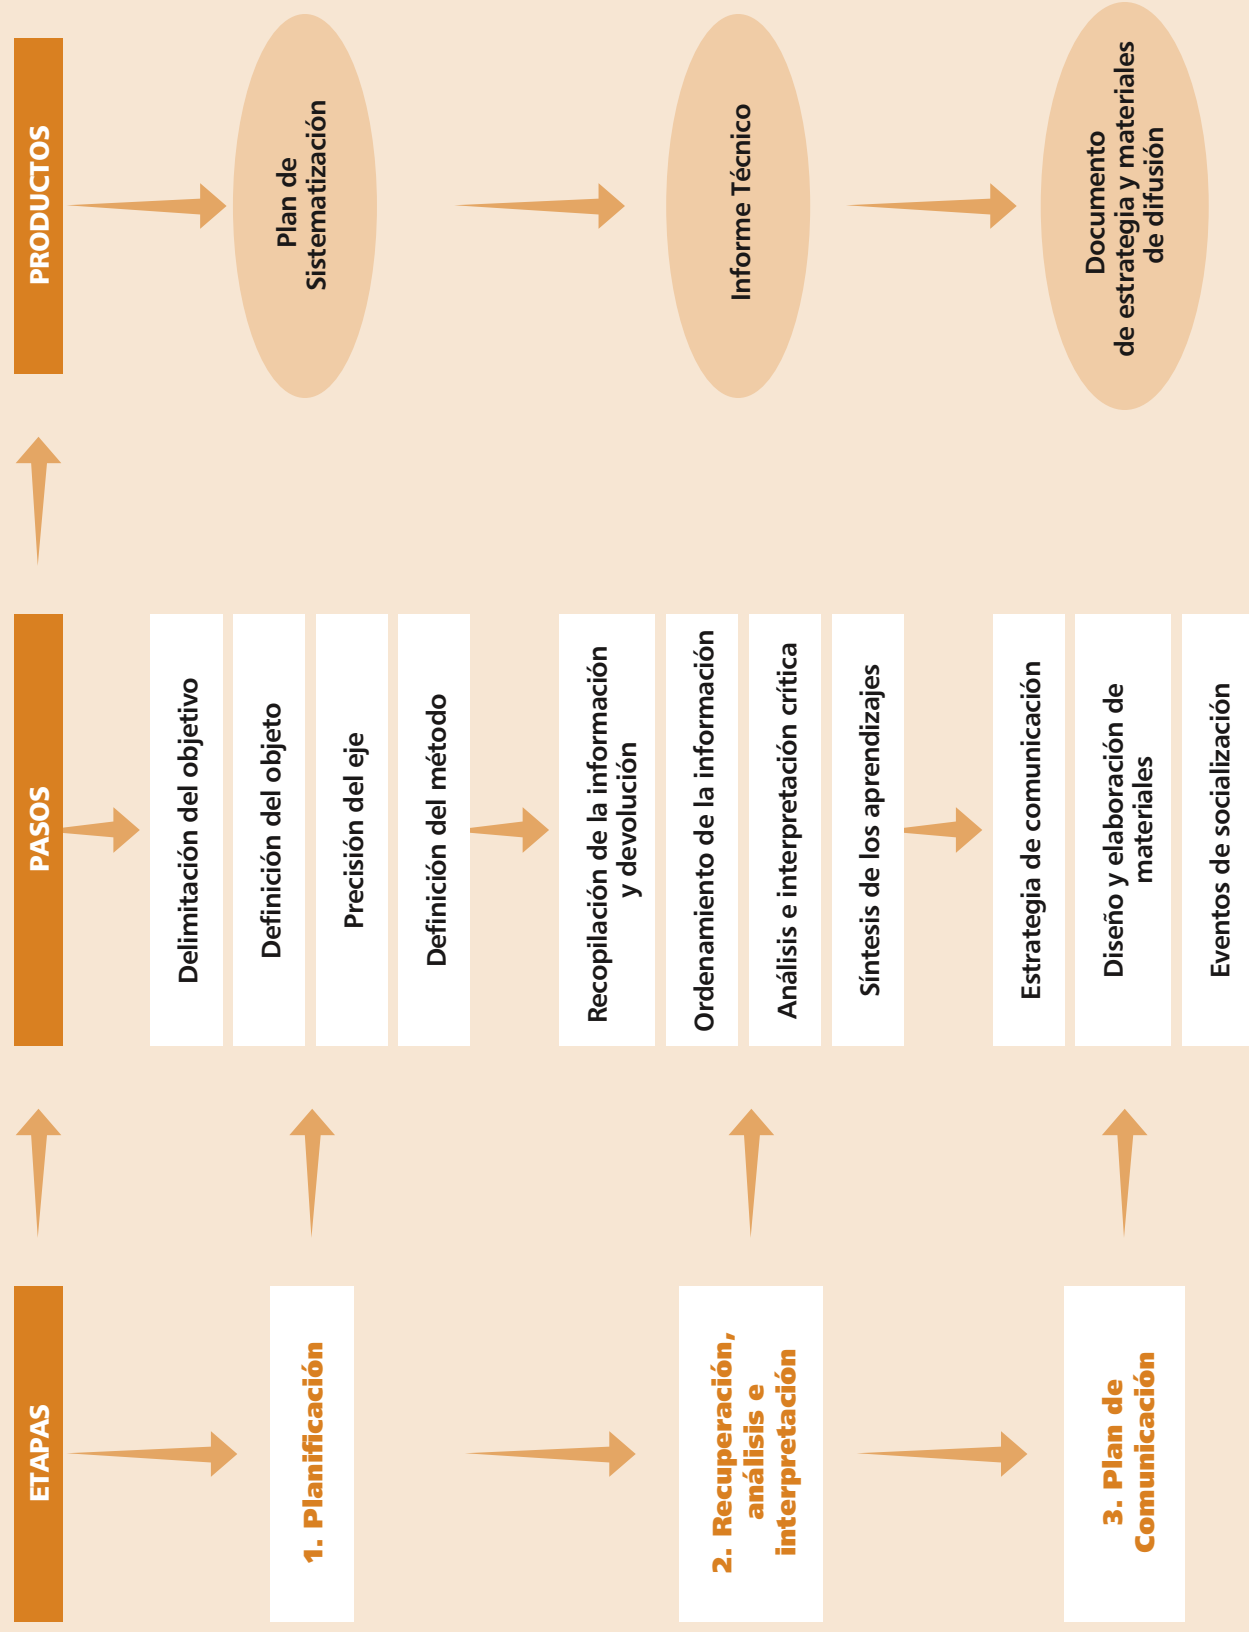 ETAPAS
PASOS
PRODUCTOS
1. Planificación
Delimitación del objetivo
Definición del objeto
Precisión del eje
Definición del método
Plan de
Sistematización
2. Recuperación,
análisis e
interpretación
Recopilación de la información
y devolución
Ordenamiento de la información
Análisis e interpretación crítica
Síntesis de los aprendizajes
Informe Técnico
3. Plan de
Comunicación
Estrategia de comunicación
Diseño y elaboración de
materiales
Eventos de socialización
Documento
de estrategia y materiales
de difusión